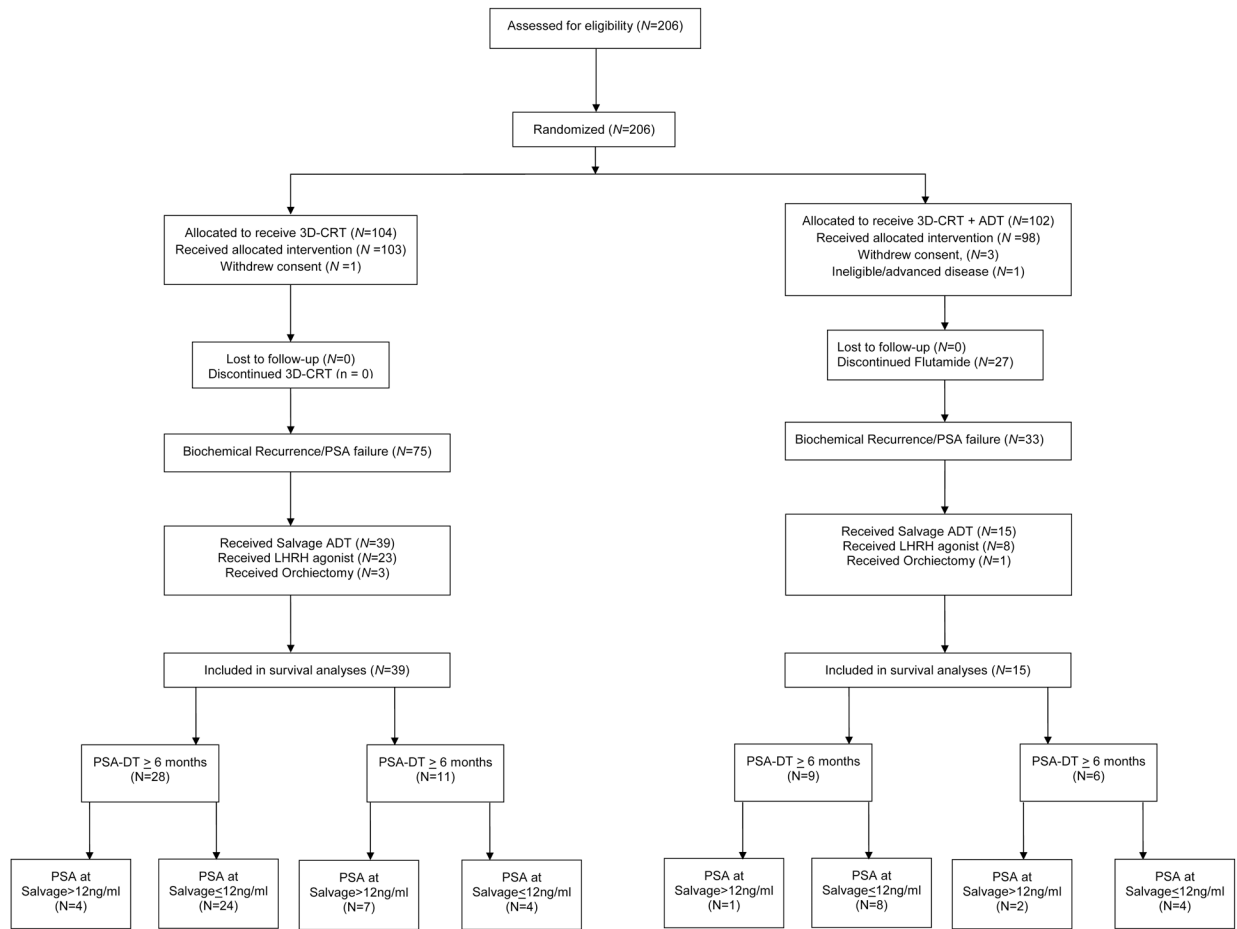 Assessed for eligibility (N=206)
Randomized (N=206)
Allocated to receive 3D-CRT (N=104)
Received allocated intervention (N =103)
Withdrew consent (N =1)
Allocated to receive 3D-CRT + ADT (N=102)
Received allocated intervention (N =98)
Withdrew consent, (N=3)
Ineligible/advanced disease (N=1)
Lost to follow-up (N=0)
Discontinued 3D-CRT (n = 0)
Lost to follow-up (N=0)
Discontinued Flutamide (N=27)
Biochemical Recurrence/PSA failure (N=75)
Biochemical Recurrence/PSA failure (N=33)
Received Salvage ADT (N=39)
Received LHRH agonist (N=23)
Received Orchiectomy (N=3)
Received Salvage ADT (N=15)
Received LHRH agonist (N=8)
Received Orchiectomy (N=1)
Included in survival analyses (N=39)
Included in survival analyses (N=15)
PSA-DT ≥ 6 months
(N=28)
PSA-DT ≥ 6 months
(N=11)
PSA-DT ≥ 6 months
(N=9)
PSA-DT ≥ 6 months
(N=6)
PSA at
Salvage>12ng/ml
(N=4)
PSA at
Salvage≤12ng/ml
(N=24)
PSA at
Salvage>12ng/ml
(N=7)
PSA at
Salvage≤12ng/ml
(N=4)
PSA at
Salvage>12ng/ml
(N=1)
PSA at
Salvage≤12ng/ml
(N=8)
PSA at
Salvage>12ng/ml
(N=2)
PSA at
Salvage≤12ng/ml
(N=4)